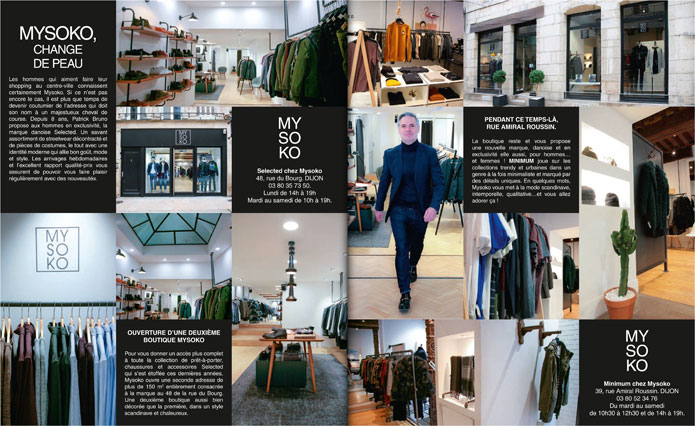 MYSOKO,
CHANGE
DE PEAU
Les hommes qui aiment faire leur
shopping au centre-ville connaissent
certainement Mysoko. Si ce n'est pas
encore le cas, il est plus que temps de
devenir coutumier de l'adresse qui doit
son nom à un majestueux cheval de
course. Depuis 8 ans, Patrick Bruno
propose aux hommes en exclusivité, la
marque danoise Selected. Un savant
assortiment de streetwear décontracté et
de pièces de costumes, le tout avec une
identité moderne qui allie bon goût, mode
et style. Les arrivages hebdomadaires
et l'excellent rapport qualité-prix vous
assurent de pouvoir vous faire plaisir
régulièrement avec des nouveautés.
MY
SO
KO
Selected chez Mysoko
48, rue du Bourg. DIJON
03 80 35 73 50.
Lundi de 14h à 19h
Mardi au samedi de 10h à 19h.
MY
SO
KO
OUVERTURE D'UNE DEUXIÈME
BOUTIQUE MYSOKO
Pour vous donner un accès plus complet
à toute la collection de prêt-à-porter,
chaussures et accessoires Selected
qui s'est étoffée ces dernières années,
Mysoko ouvre une seconde adresse de
plus de 150 m² entièrement consacrée
à la marque au 48 de la rue du Bourg.
Une deuxième boutique aussi bien
décorée que la première, dans un style
scandinave et chaleureux.
PENDANT CE TEMPS-LÀ,
RUE AMIRAL ROUSSIN.
La boutique reste et vous propose
une nouvelle marque, danoise et en
exclusivité elle aussi, pour hommes...
et femmes ! MINIMUM joue sur les
collections trendy et urbaines dans un
genre à la fois minimaliste et marqué par
des détails uniques. En quelques mots,
Mysoko vous met à la mode scandinave,
intemporelle, qualitative...et vous allez
adorer ça !
MY
SO
KO
Minimum chez Mysoko
39, rue Amiral Roussin. DIJON
03 80 52 34 76
Du mardi au samedi
de 10h30 à 12h30 et de 14h à 19h.